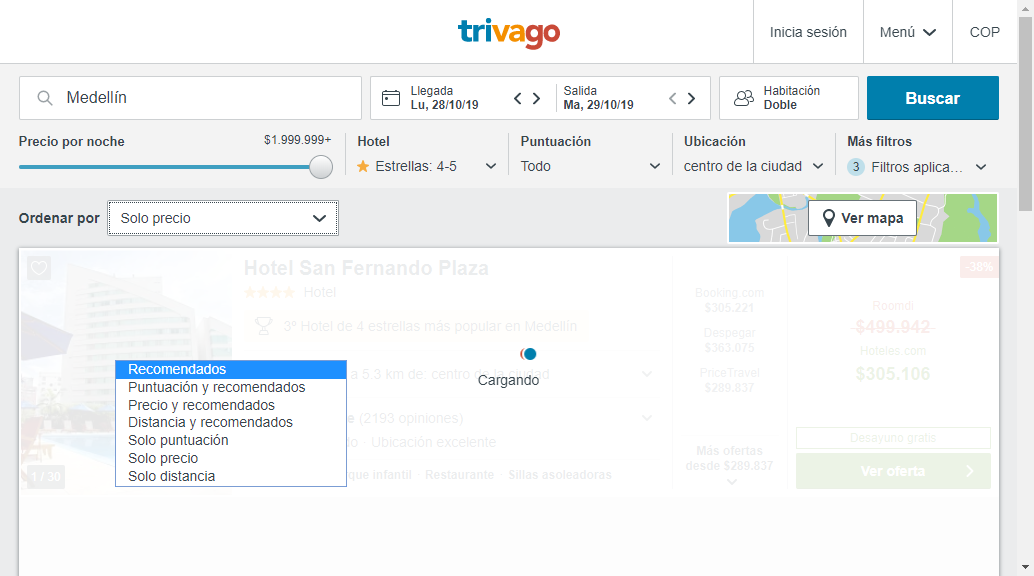 trivago
Inicia sesión
Menú
COP
Medellín
Llegada
Lu, 28/10/19
Salida
Ma, 29/10/19
Habitación
Doble
Buscar
Precio por noche
$1.999.999+
Hotel
Estrellas: 4-5
Puntuación
Todo
Ubicación
centro de la ciudad
Más filtros
3 Filtros aplica...
Ordenar por
Solo precio
Ver mapa
Hotel San Fernando Plaza
Hotel
3º Hotel de 4 estrellas más popular en Medellín
a 5.3 km de: centro de la ciudad
Cargando
(2193 opiniones)
Ubicación excelente
infantil
Restaurante
Sillas asoleadoras
1 / 30
Recomendados
Puntuación y recomendados
Precio y recomendados
Distancia y recomendados
Solo puntuación
Solo precio
Solo distancia
Booking.com
$305.221
Despegar
$363.075
PriceTravel
$289.837
Más ofertas
desde $289.837
-38%
Roomdi
$499.942
Hoteles.com
$305.106
Desayuno gratis
Ver oferta